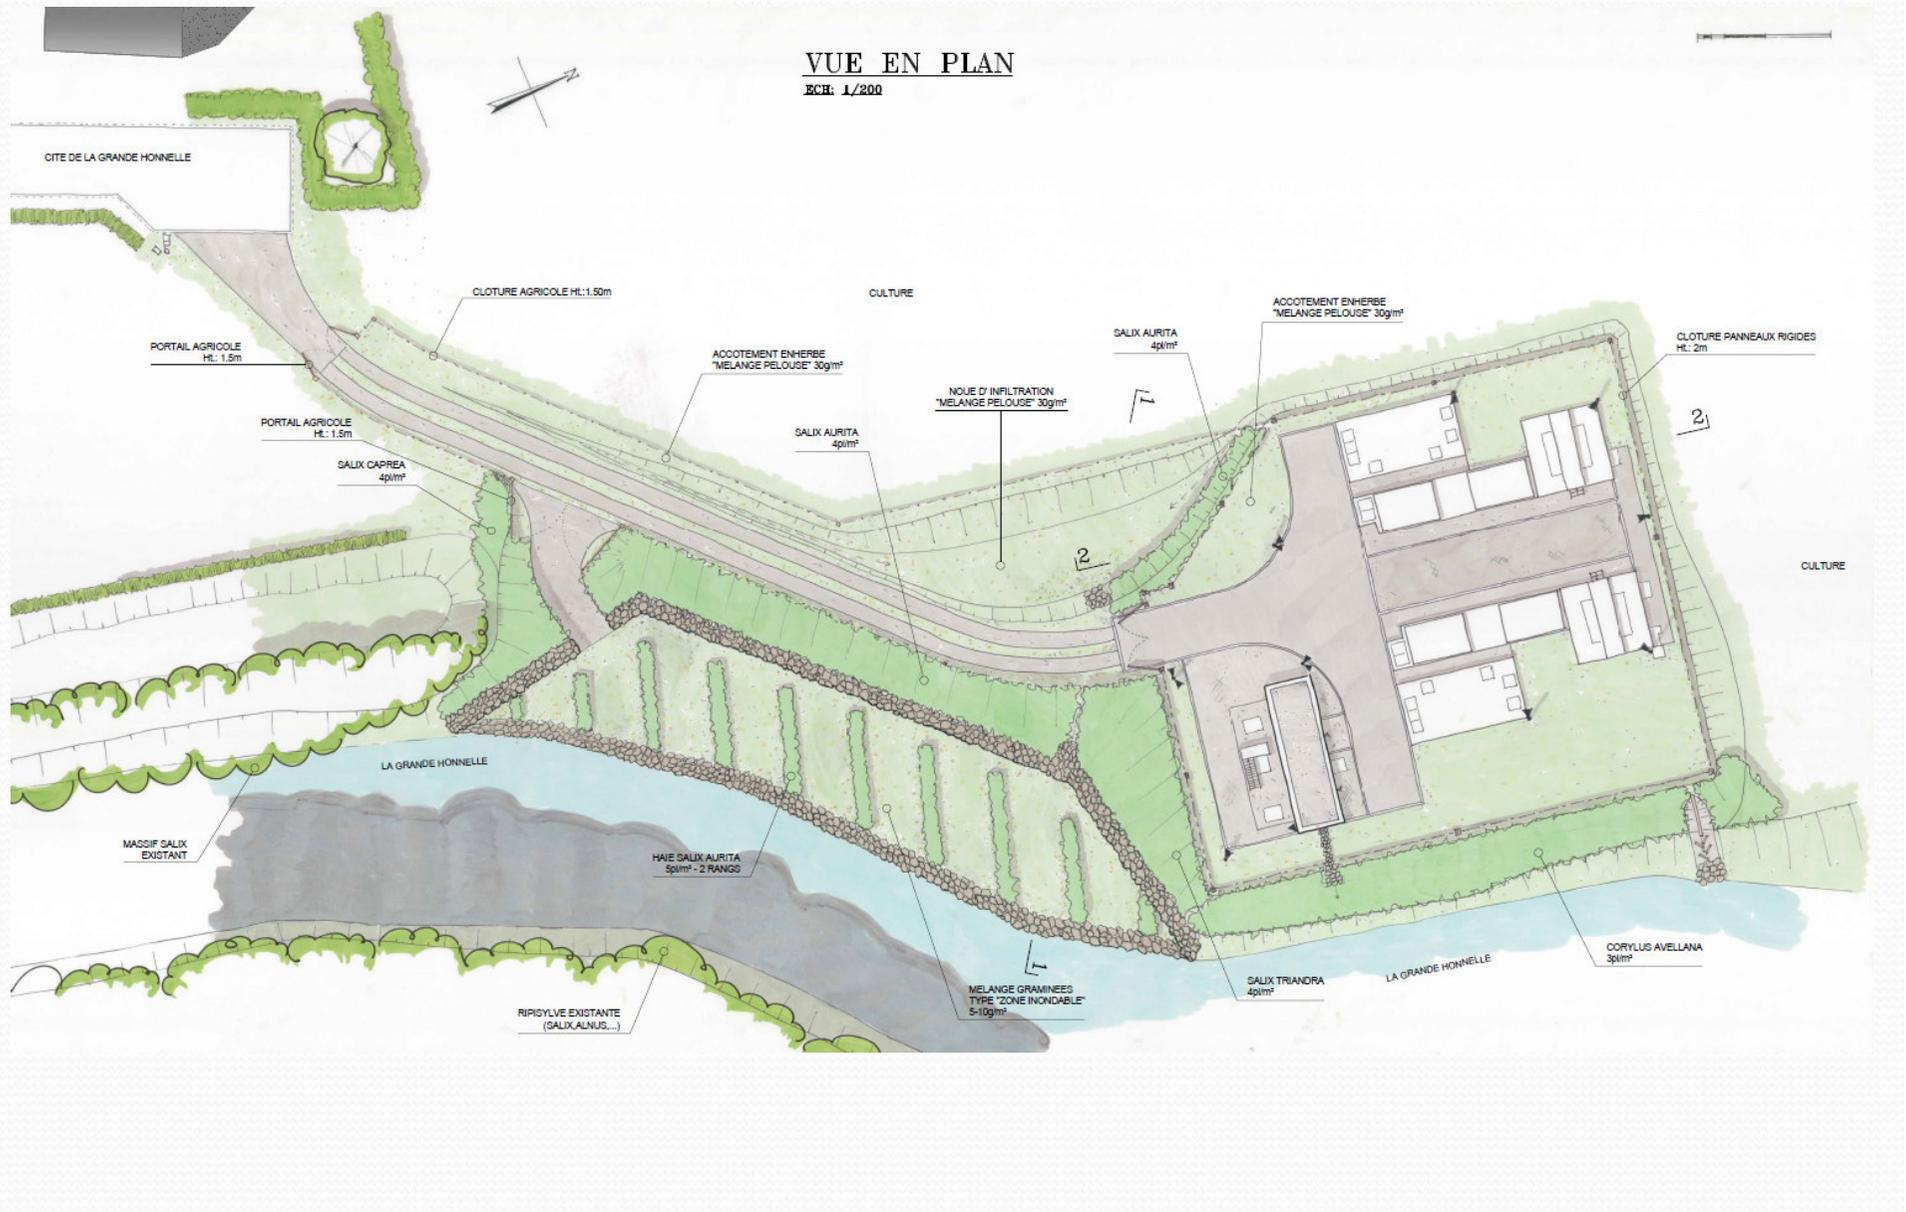 VUE EN PLAN
ECH: 1/200
N
CITE DE LA GRANDE HONNELLE
CLOTURE AGRICOLE Ht.:1.50m
CULTURE
ACCOTEMENT ENHERBE
"MELANGE PELOUSE" 30g/m²
SALIX AURITA
4pl/m²
CLOTURE PANNEAUX RIGIDES
Ht.: 2m
PORTAIL AGRICOLE
Ht.: 1.5m
ACCOTEMENT ENHERBE
"MELANGE PELOUSE" 30g/m²
NOUE D' INFILTRATION
"MELANGE PELOUSE" 30g/m²
1
2
PORTAIL AGRICOLE
Ht.: 1.5m
SALIX AURITA
4pl/m²
SALIX CAPREA
4pl/m²
2
CULTURE
LA GRANDE HONNELLE
MASSIF SALIX
EXISTANT
HAIE SALIX AURITA
5pl/m² - 2 RANGS
CORYLUS AVELLANA
3pl/m²
LA GRANDE HONNELLE
1
SALIX TRIANDRA
4pl/m²
MELANGE GRAMINEES
TYPE "ZONE INONDABLE"
5-10g/m²
RIPISYLVE EXISTANTE
(SALIX,ALNUS,...)